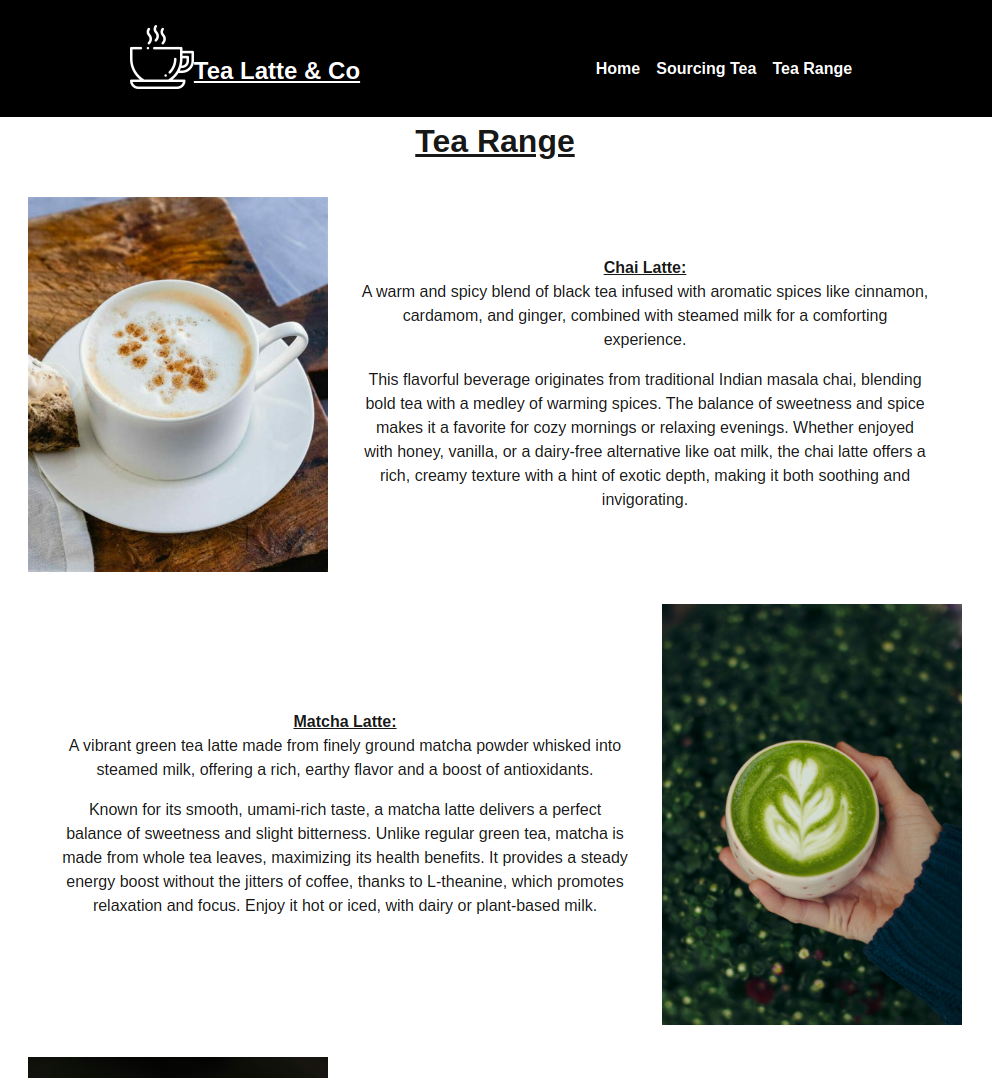 Tea Latte & Co
Home Sourcing Tea Tea Range
Tea Range
Chai Latte:
A warm and spicy blend of black tea infused with aromatic spices like cinnamon,
cardamom, and ginger, combined with steamed milk for a comforting
experience.
This flavorful beverage originates from traditional Indian masala chai, blending
bold tea with a medley of warming spices. The balance of sweetness and spice
makes it a favorite for cozy mornings or relaxing evenings. Whether enjoyed
with honey, vanilla, or a dairy-free alternative like oat milk, the chai latte offers a
rich, creamy texture with a hint of exotic depth, making it both soothing and
invigorating.
Matcha Latte:
A vibrant green tea latte made from finely ground matcha powder whisked into
steamed milk, offering a rich, earthy flavor and a boost of antioxidants.
Known for its smooth, umami-rich taste, a matcha latte delivers a perfect
balance of sweetness and slight bitterness. Unlike regular green tea, matcha is
made from whole tea leaves, maximizing its health benefits. It provides a steady
energy boost without the jitters of coffee, thanks to L-theanine, which promotes
relaxation and focus. Enjoy it hot or iced, with dairy or plant-based milk.